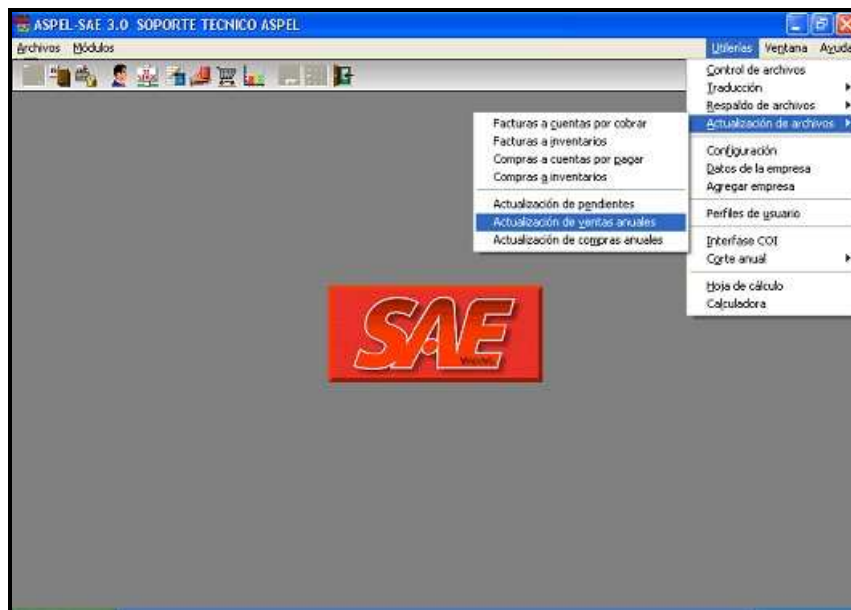 ASPEL-SAE 3.0 SOPORTE TECNICO ASPEL
Archivos Módulos Utilerías Ventana Ayuda
Control de archivos
Traducción
Respaldo de archivos
Actualización de archivos
Configuración
Datos de la empresa
Agregar empresa
Perfiles de usuario
Interfase COI
Corte anual
Hoja de cálculo
Calculadora
Facturas a cuentas por cobrar
Facturas a inventarios
Compras a cuentas por pagar
Compras a inventarios
Actualización de pendientes
Actualización de ventas anuales
Actualización de compras anuales
SAE